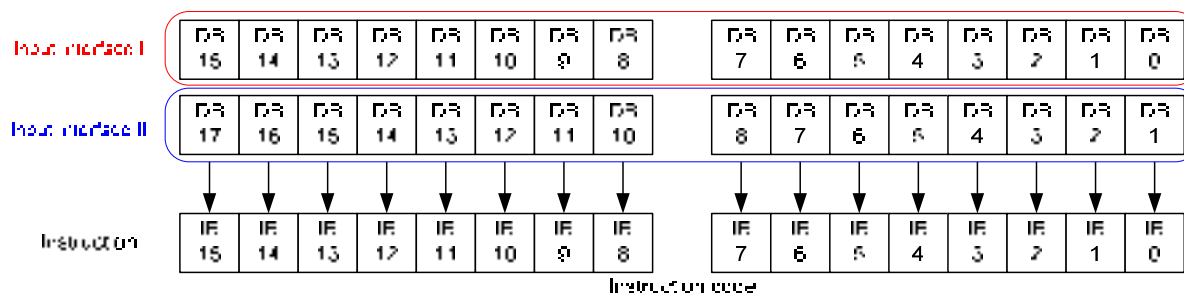 Input Interface I
DB DB DB DB DB DB DB DB DB DB DB DB DB DB DB DB
15 14 13 12 11 10 9 8 7 6 5 4 3 2 1 0
Input Interface II
DB DB DB DB DB DB DB DB DB DB DB DB DB DB DB DB
17 16 15 14 13 12 11 10 8 7 6 5 4 3 2 1
Instruction
IB IB IB IB IB IB IB IB IB IB IB IB IB IB IB IB
15 14 13 12 11 10 9 8 7 6 5 4 3 2 1 0
Instruction code